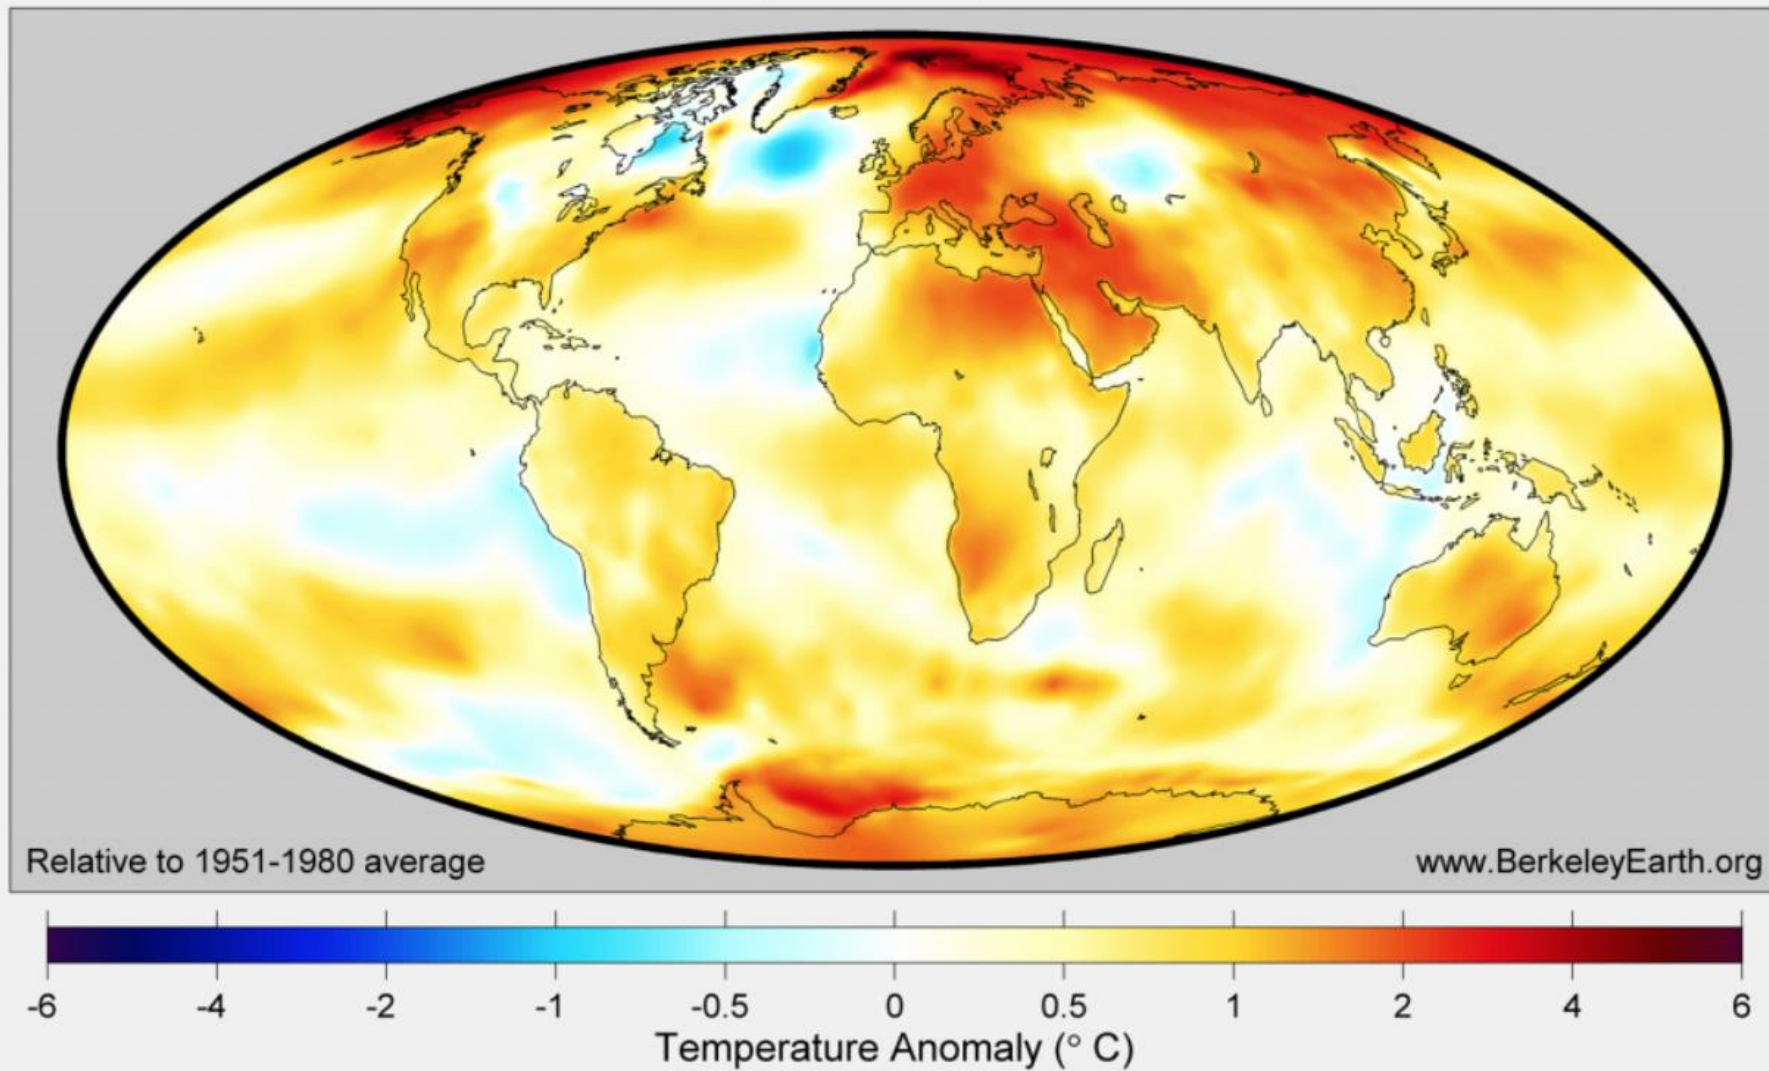 Relative to 1951-1980 average
www.BerkeleyEarth.org
-6 -4 -2 -1 -0.5 0 0.5 1 2 4 6
Temperature Anomaly (° C)